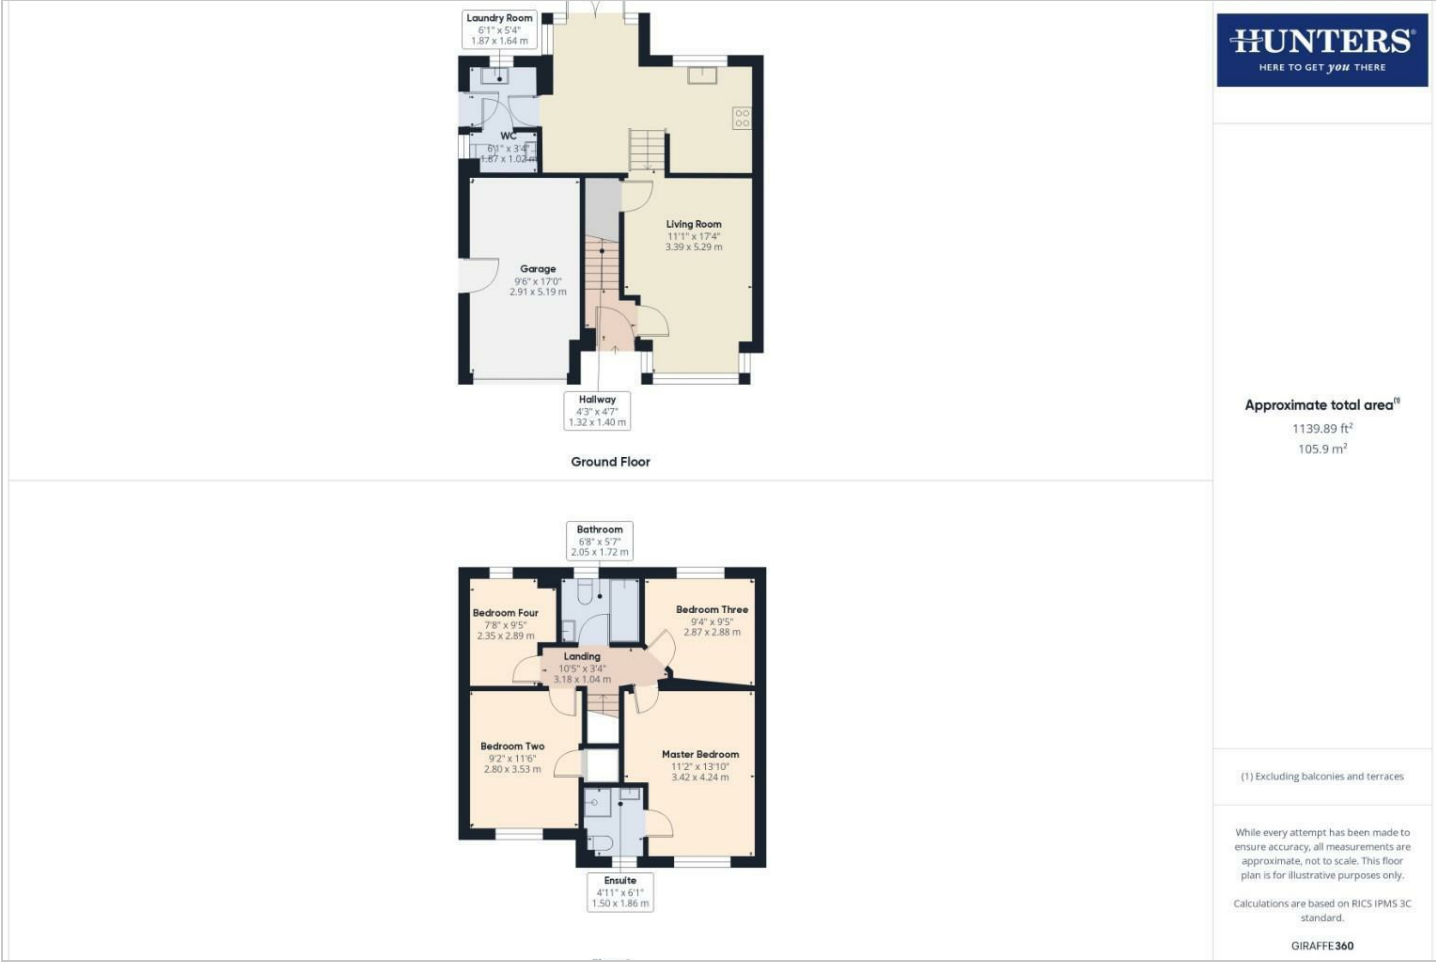 Laundry Room
6'1" x 5'4"
1.87 x 1.64 m
WC
6'1" x 3'4"
1.87 x 1.02 m
Living Room
11'1" x 17'4"
3.39 x 5.29 m
Garage
9'6" x 17'0"
2.91 x 5.19 m
Hallway
4'3" x 4'7"
1.32 x 1.40 m
Ground Floor
Bathroom
6'8" x 5'7"
2.05 x 1.72 m
Bedroom Four
7'8" x 9'5"
2.35 x 2.89 m
Bedroom Three
9'4" x 9'5"
2.87 x 2.88 m
Landing
10'5" x 3'4"
3.18 x 1.04 m
Bedroom Two
9'2" x 11'6"
2.80 x 3.53 m
Master Bedroom
11'2" x 13'10"
3.42 x 4.24 m
Ensuite
4'11" x 6'1"
1.50 x 1.86 m
HUNTERS®
HERE TO GET you THERE
Approximate total area(1)
1139.89 ft²
105.9 m²
(1) Excluding balconies and terraces
While every attempt has been made to
ensure accuracy, all measurements are
approximate, not to scale. This floor
plan is for illustrative purposes only.
Calculations are based on RICS IPMS 3C
standard.
GIRAFFE360